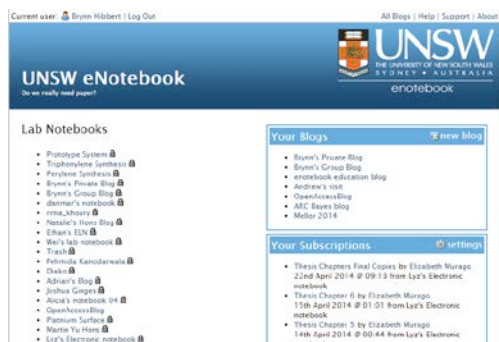 Current user: Brynn Hibbert | Log Out
All Blogs | Help | Support | About
UNSW eNotebook
Do we really need paper?
UNSW
THE UNIVERSITY OF NEW SOUTH WALES
SYDNEY • AUSTRALIA
enotebook
Lab Notebooks
• Prototype System
• Triphenylene Synthesis
• Perylene Synthesis
• Brynn's Private Blog
• Brynn's Group Blog
• danmar's notebook
• rima_khoury
• Natalie's Hons Blog
• Ethan's ELN
• Wei's lab notebook
• Trash
• Fehmida Kanodarwala
• Adrian's Blog
• Joshua Ginges
• Alicia's notebook 04
• OpenAccessBlog
• Platnium Surface
• Martin Yu Hons
• Lyz's Electronic notebook
Your Blogs
new blog
• Brynn's Private Blog
• Brynn's Group Blog
• enotebook education blog
• Andrew's visit
• OpenAccessBlog
• ARC Bayes blog
• Mellor 2014
Your Subscriptions
settings
• Thesis Chapters Final Copies by Elizabeth Murago
22nd April 2014 @ 09:13 from Lyz's Electronic
notebook
• Thesis Chapter 6 by Elizabeth Murago
15th April 2014 @ 01:01 from Lyz's Electronic
notebook
• Thesis Chapter 5 by Elizabeth Murago
14th April 2014 @ 00:44 from Lyz's Electronic